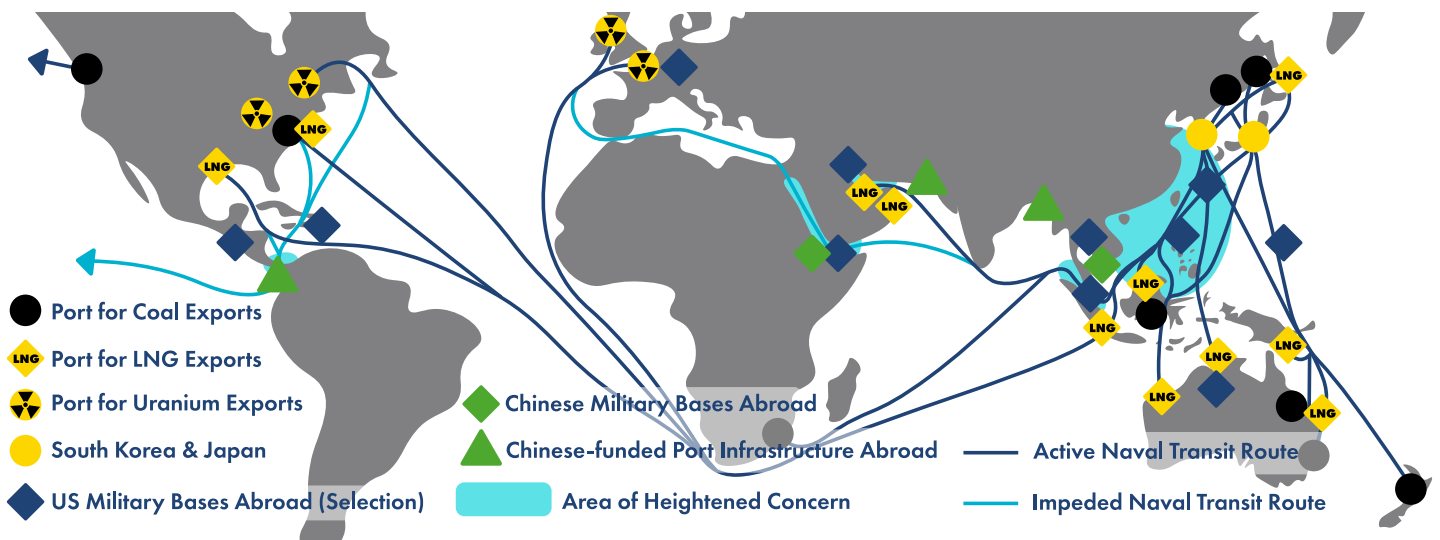 LNG
LNG
LNG
LNG
LNG
LNG
LNG
LNG
LNG
LNG
LNG
Port for Coal Exports
LNG Port for LNG Exports
Port for Uranium Exports
South Korea & Japan
US Military Bases Abroad (Selection)
Chinese Military Bases Abroad
Chinese-funded Port Infrastructure Abroad
Area of Heightened Concern
Active Naval Transit Route
Impeded Naval Transit Route